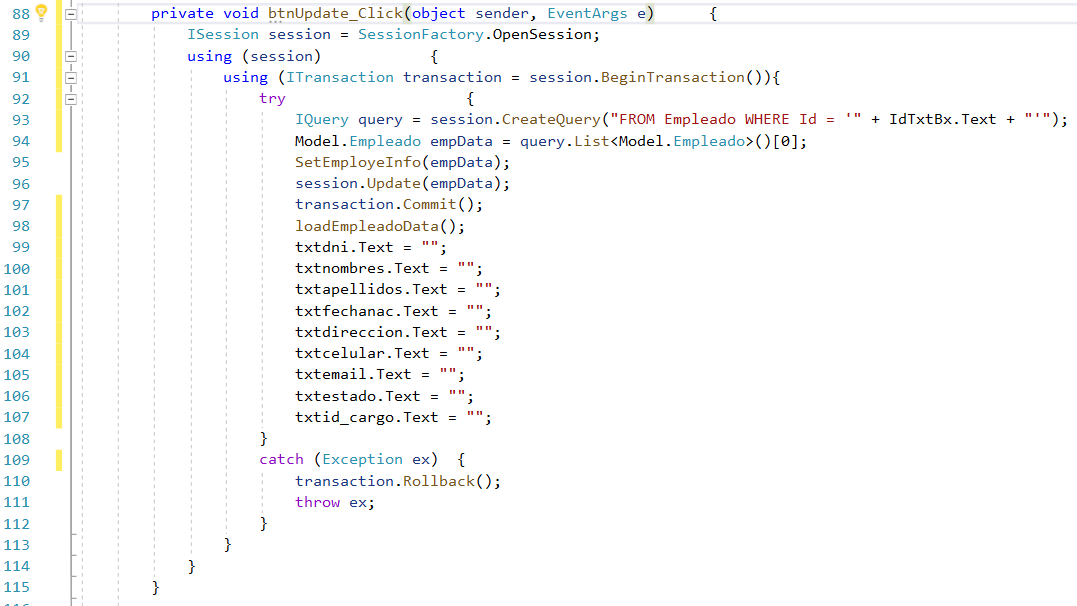 88 private void btnUpdate_Click(object sender, EventArgs e) {
89 ISession session = SessionFactory.OpenSession;
90 using (session) {
91 using (ITransaction transaction = session.BeginTransaction()){
92 try {
93 IQuery query = session.CreateQuery("FROM Empleado WHERE Id = '" + IdTxtBx.Text + "'");
94 Model.Empleado empData = query.List<Model.Empleado>()[0];
95 SetEmployeInfo(empData);
96 session.Update(empData);
97 transaction.Commit();
98 loadEmpleadoData();
99 txtdni.Text = "";
100 txtnombres.Text = "";
101 txtapellidos.Text = "";
102 txtfechanac.Text = "";
103 txtdireccion.Text = "";
104 txtcelular.Text = "";
105 txtemail.Text = "";
106 txtestado.Text = "";
107 txtid_cargo.Text = "";
108 }
109 catch (Exception ex) {
110 transaction.Rollback();
111 throw ex;
112 }
113 }
114 }
115 }